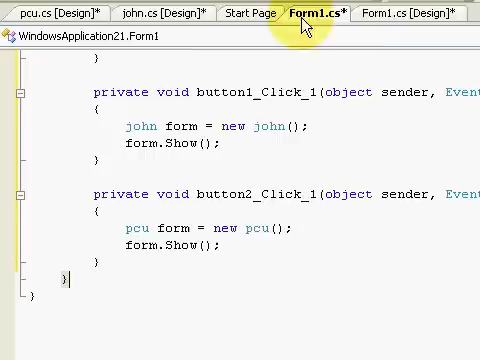 pcu.cs [Design]* john.cs [Design]* Start Page Form1.cs* Form1.cs [Design]*
WindowsApplication21.Form1
}
private void button1_Click_1(object sender, Event
{
john form = new john();
form.Show();
}
private void button2_Click_1(object sender, Event
{
pcu form = new pcu();
form.Show();
}
}
}